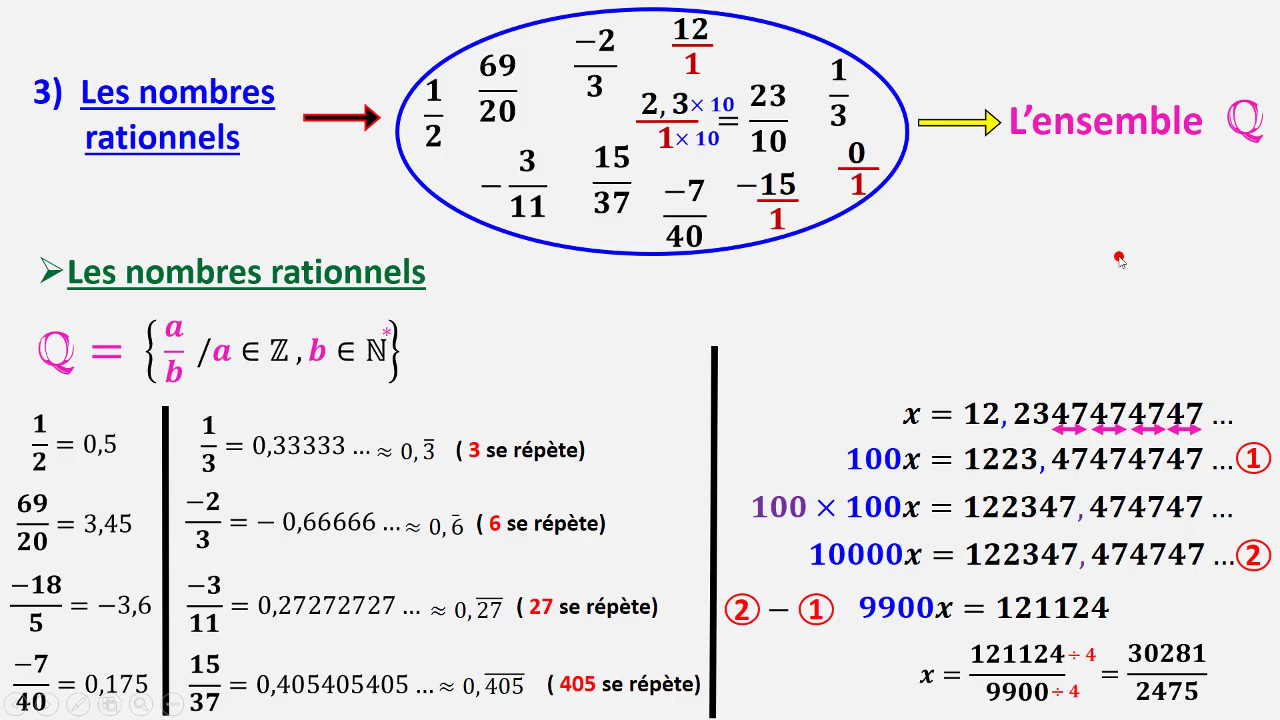 3) Les nombres rationnels
1/2 69/20 -2/3 12/1 2,3×10/1×10 = 23/10 1/3
-3/11 15/37 -7/40 -15/1 0/1
L'ensemble ℚ
➢Les nombres rationnels
ℚ = {a/b /a ∈ ℤ , b ∈ ℕ*}
1/2 = 0,5
69/20 = 3,45
-18/5 = −3,6
-7/40 = 0,175
1/3 = 0,33333 ... ≈ 0, 3̅ ( 3 se répète)
-2/3 = − 0,66666 ... ≈ 0, 6̅ ( 6 se répète)
-3/11 = 0,27272727 ... ≈ 0, 2̅7̅ ( 27 se répète)
15/37 = 0,405405405 ... ≈ 0, 4̅0̅5̅ ( 405 se répète)
x = 12,2347474747 ...
100x = 1223,47474747 ... ①
100 × 100x = 122347,474747 ...
10000x = 122347,474747 ... ②
② − ① 9900x = 121124
x = 121124÷4/9900÷4 = 30281/2475